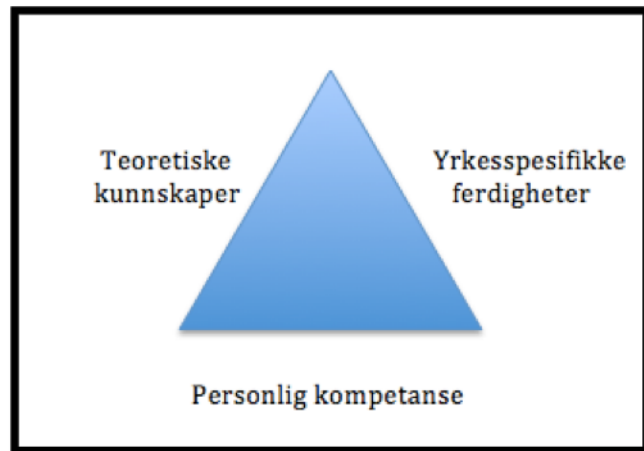 Teoretiske
kunnskaper
Yrkesspesifikke
ferdigheter
Personlig kompetanse